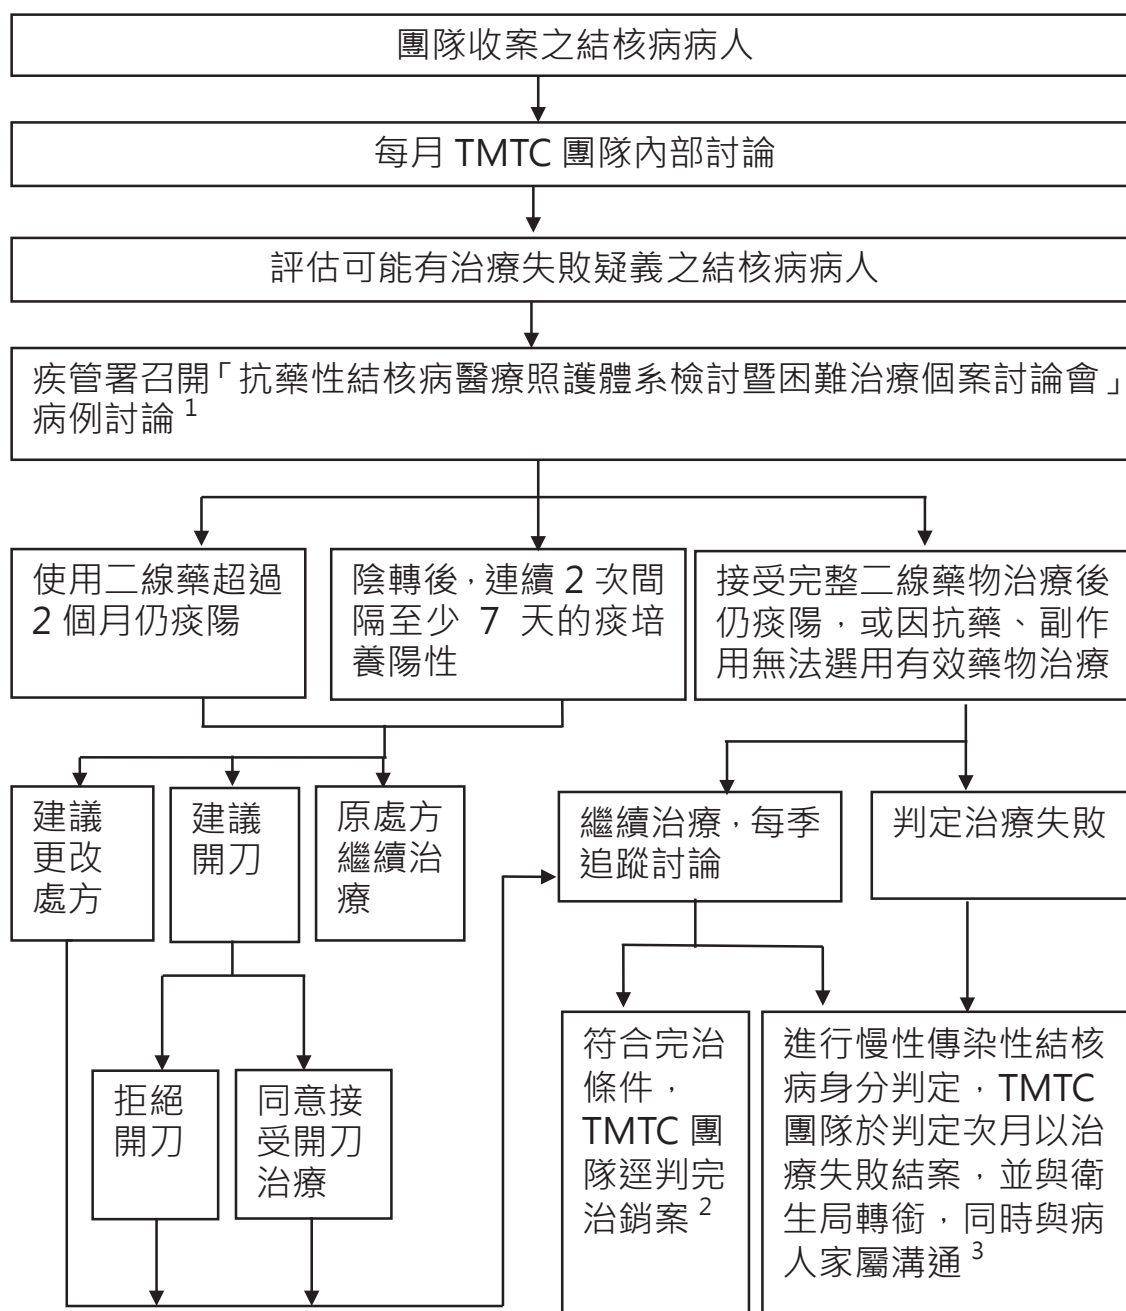 團隊收案之結核病病人
每月 TMTC 團隊內部討論
評估可能有治療失敗疑義之結核病病人
疾管署召開「抗藥性結核病醫療照護體系檢討暨困難治療個案討論會」
病例討論 1
使用二線藥超過
2 個月仍痰陽
陰轉後，連續 2 次間
隔至少 7 天的痰培
養陽性
接受完整二線藥物治療後
仍痰陽，或因抗藥、副作
用無法選用有效藥物治療
建議
更改
處方
建議
開刀
原處方
繼續治
療
繼續治療，每季
追蹤討論
判定治療失敗
拒絕
開刀
同意接
受開刀
治療
符合完治
條件，
TMTC 團
隊逕判完
治銷案 2
進行慢性傳染性結核
病身分判定，TMTC
團隊於判定次月以治
療失敗結案，並與衛
生局轉銜，同時與病
人家屬溝通 3